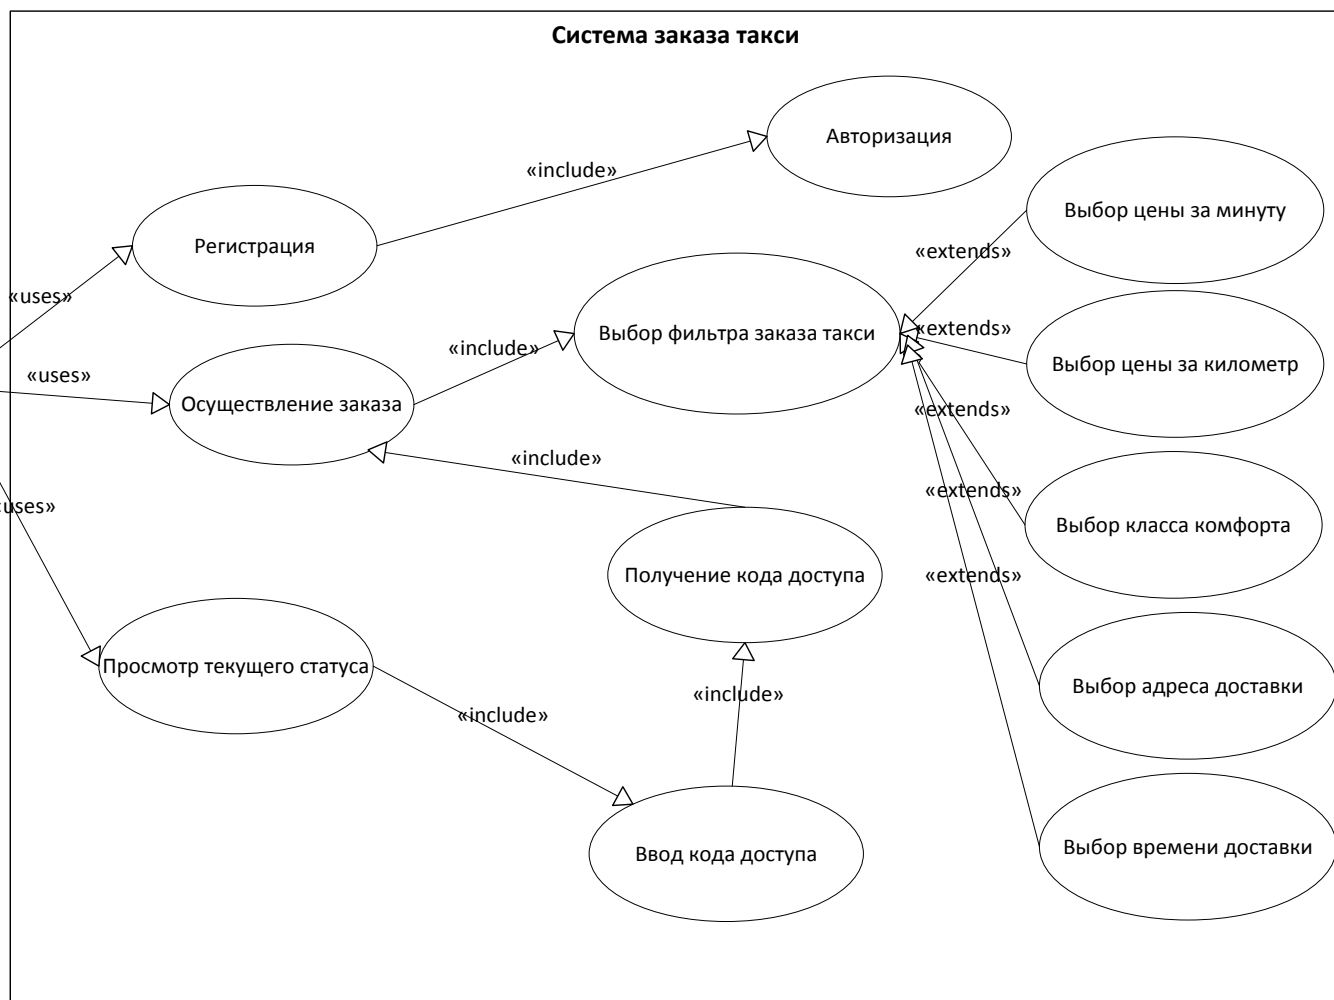 Система заказа такси
Авторизация
«include»
Выбор цены за минуту
Регистрация
«extends»
«uses»
Выбор фильтра заказа такси
«extends»
«include»
Выбор цены за километр
«uses»
Осуществление заказа
«extends»
«include»
«extends»
«uses»
Выбор класса комфорта
Получение кода доступа
«extends»
Просмотр текущего статуса
Выбор адреса доставки
«include»
«include»
Выбор времени доставки
Ввод кода доступа